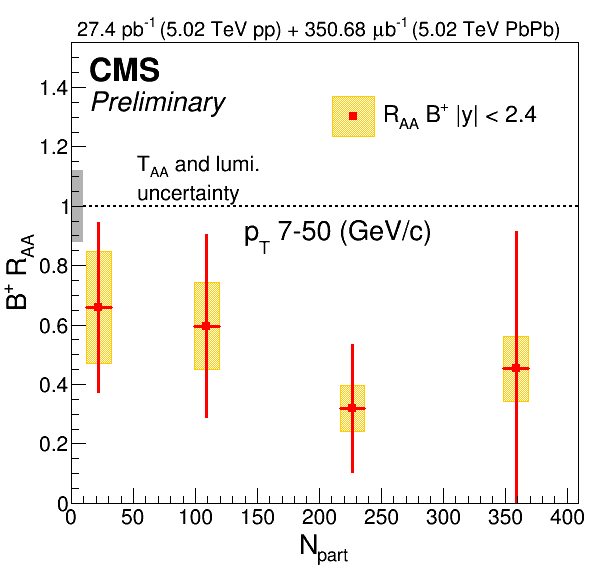 27.4 pb⁻¹ (5.02 TeV pp) + 350.68 μb⁻¹ (5.02 TeV PbPb)
CMS
Preliminary
R_AA B⁺ |y| < 2.4
T_AA and lumi.
uncertainty
p_T 7-50 (GeV/c)
B⁺ R_AA
1.4
1.2
1
0.8
0.6
0.4
0.2
0
0 50 100 150 200 250 300 350 400
N_part